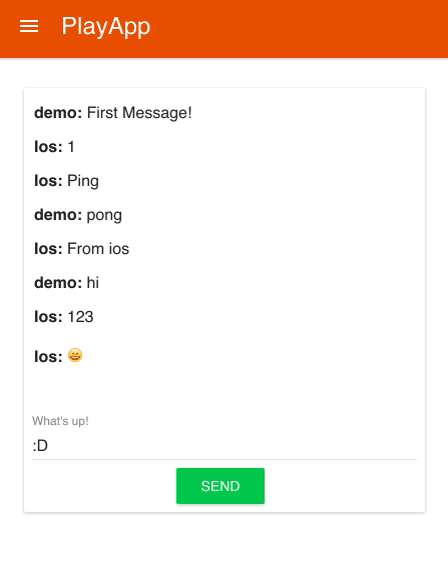 PlayApp
demo: First Message!
Ios: 1
Ios: Ping
demo: pong
Ios: From ios
demo: hi
Ios: 123
Ios: 😀
What's up!
:D
SEND